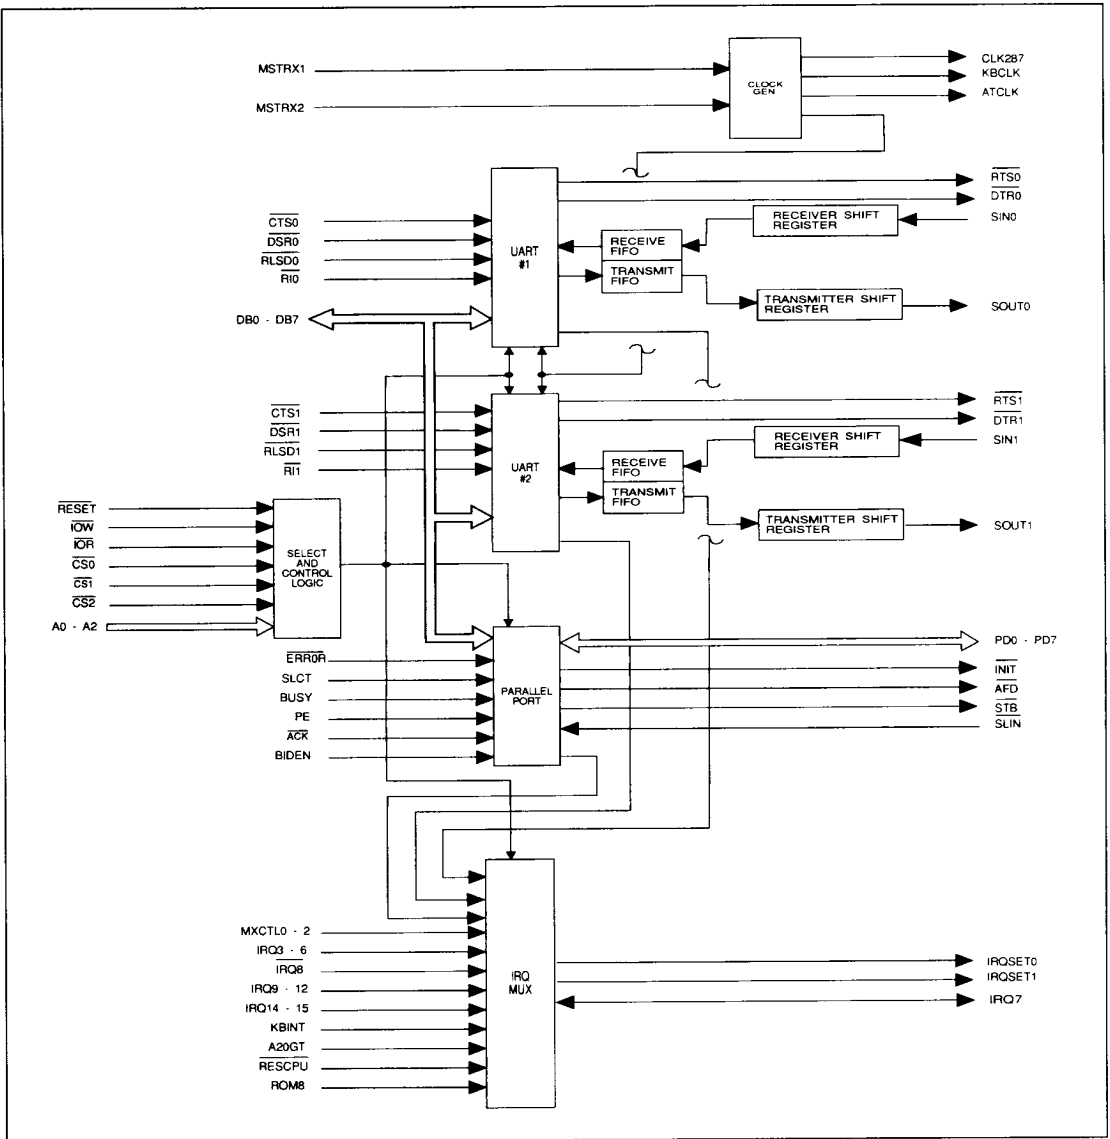 MSTRX1
MSTRX2
CLOCK
GEN
CLK287
KBCLK
ATCLK
RTS0
DTR0
CTS0
DSR0
RLSD0
RI0
DB0 - DB7
UART
#1
RECEIVE
FIFO
TRANSMIT
FIFO
RECEIVER SHIFT
REGISTER
SIN0
TRANSMITTER SHIFT
REGISTER
SOUT0
CTS1
DSR1
RLSD1
RI1
UART
#2
RTS1
DTR1
RECEIVE
FIFO
TRANSMIT
FIFO
RECEIVER SHIFT
REGISTER
SIN1
TRANSMITTER SHIFT
REGISTER
SOUT1
RESET
IOW
IOR
CS0
CS1
CS2
A0 - A2
SELECT
AND
CONTROL
LOGIC
ERR0R
SLCT
BUSY
PE
ACK
BIDEN
PARALLEL
PORT
PD0 - PD7
INIT
AFD
STB
SLIN
MXCTL0 - 2
IRQ3 - 6
IRQ8
IRQ9 - 12
IRQ14 - 15
KBINT
A20GT
RESCPU
ROM8
IRQ
MUX
IRQSET0
IRQSET1
IRQ7